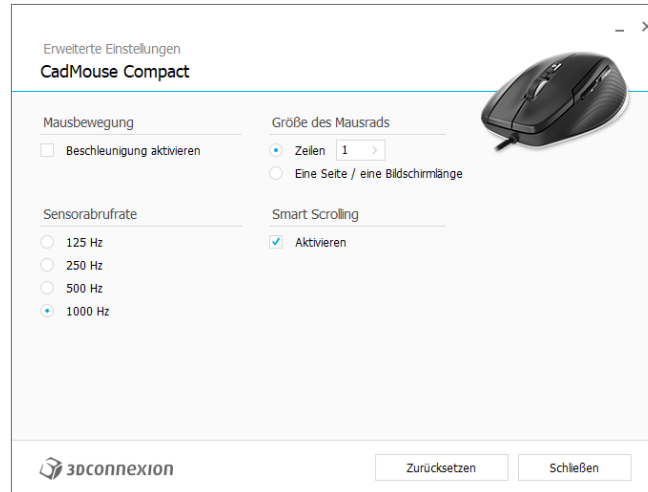 Erweiterte Einstellungen
CadMouse Compact
Mausbewegung
Beschleunigung aktivieren
Größe des Mausrads
Zeilen 1
Eine Seite / eine Bildschirmlänge
Sensorabrufrate
125 Hz
250 Hz
500 Hz
1000 Hz
Smart Scrolling
Aktivieren
3Dconnexion
Zurücksetzen
Schließen